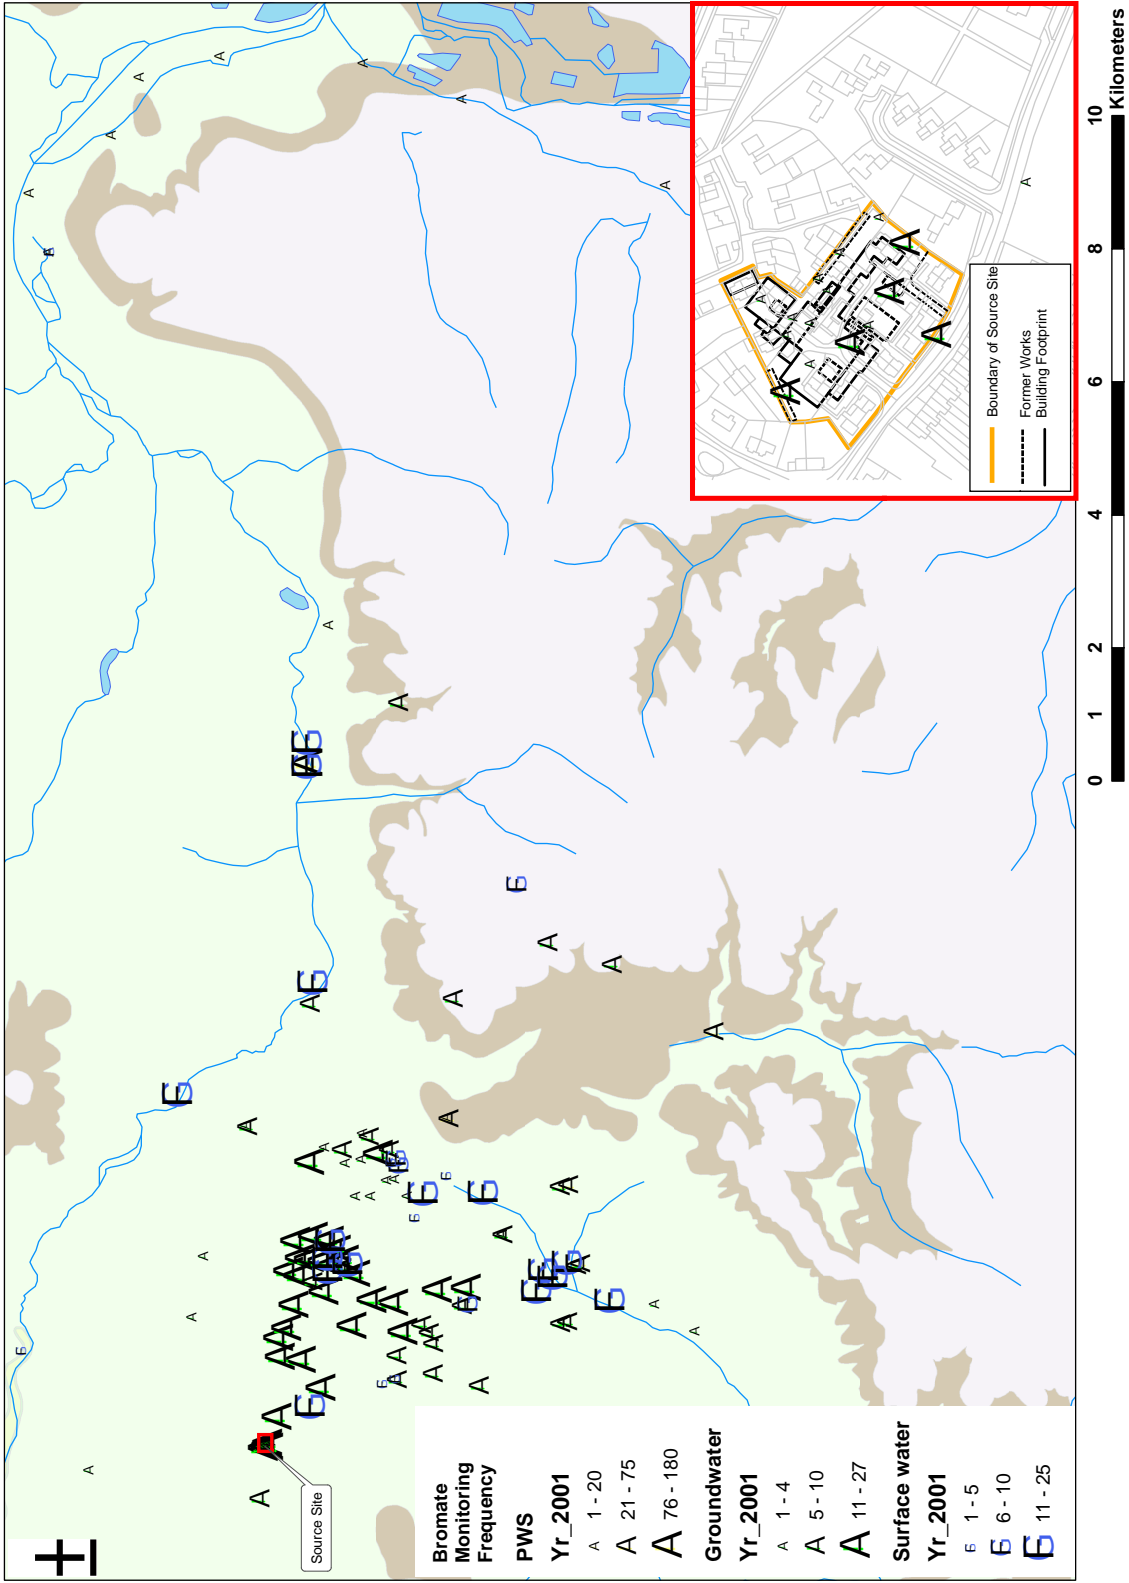 Source Site
Bromate
Monitoring
Frequency
PWS
Yr_2001
A 1 - 20
A 21 - 75
A 76 - 180
Groundwater
Yr_2001
A 1 - 4
A 5 - 10
A 11 - 27
Surface water
Yr_2001
G 1 - 5
G 6 - 10
G 11 - 25
Boundary of Source Site
Former Works
Building Footprint
0 1 2 4 6 8 10
Kilometers